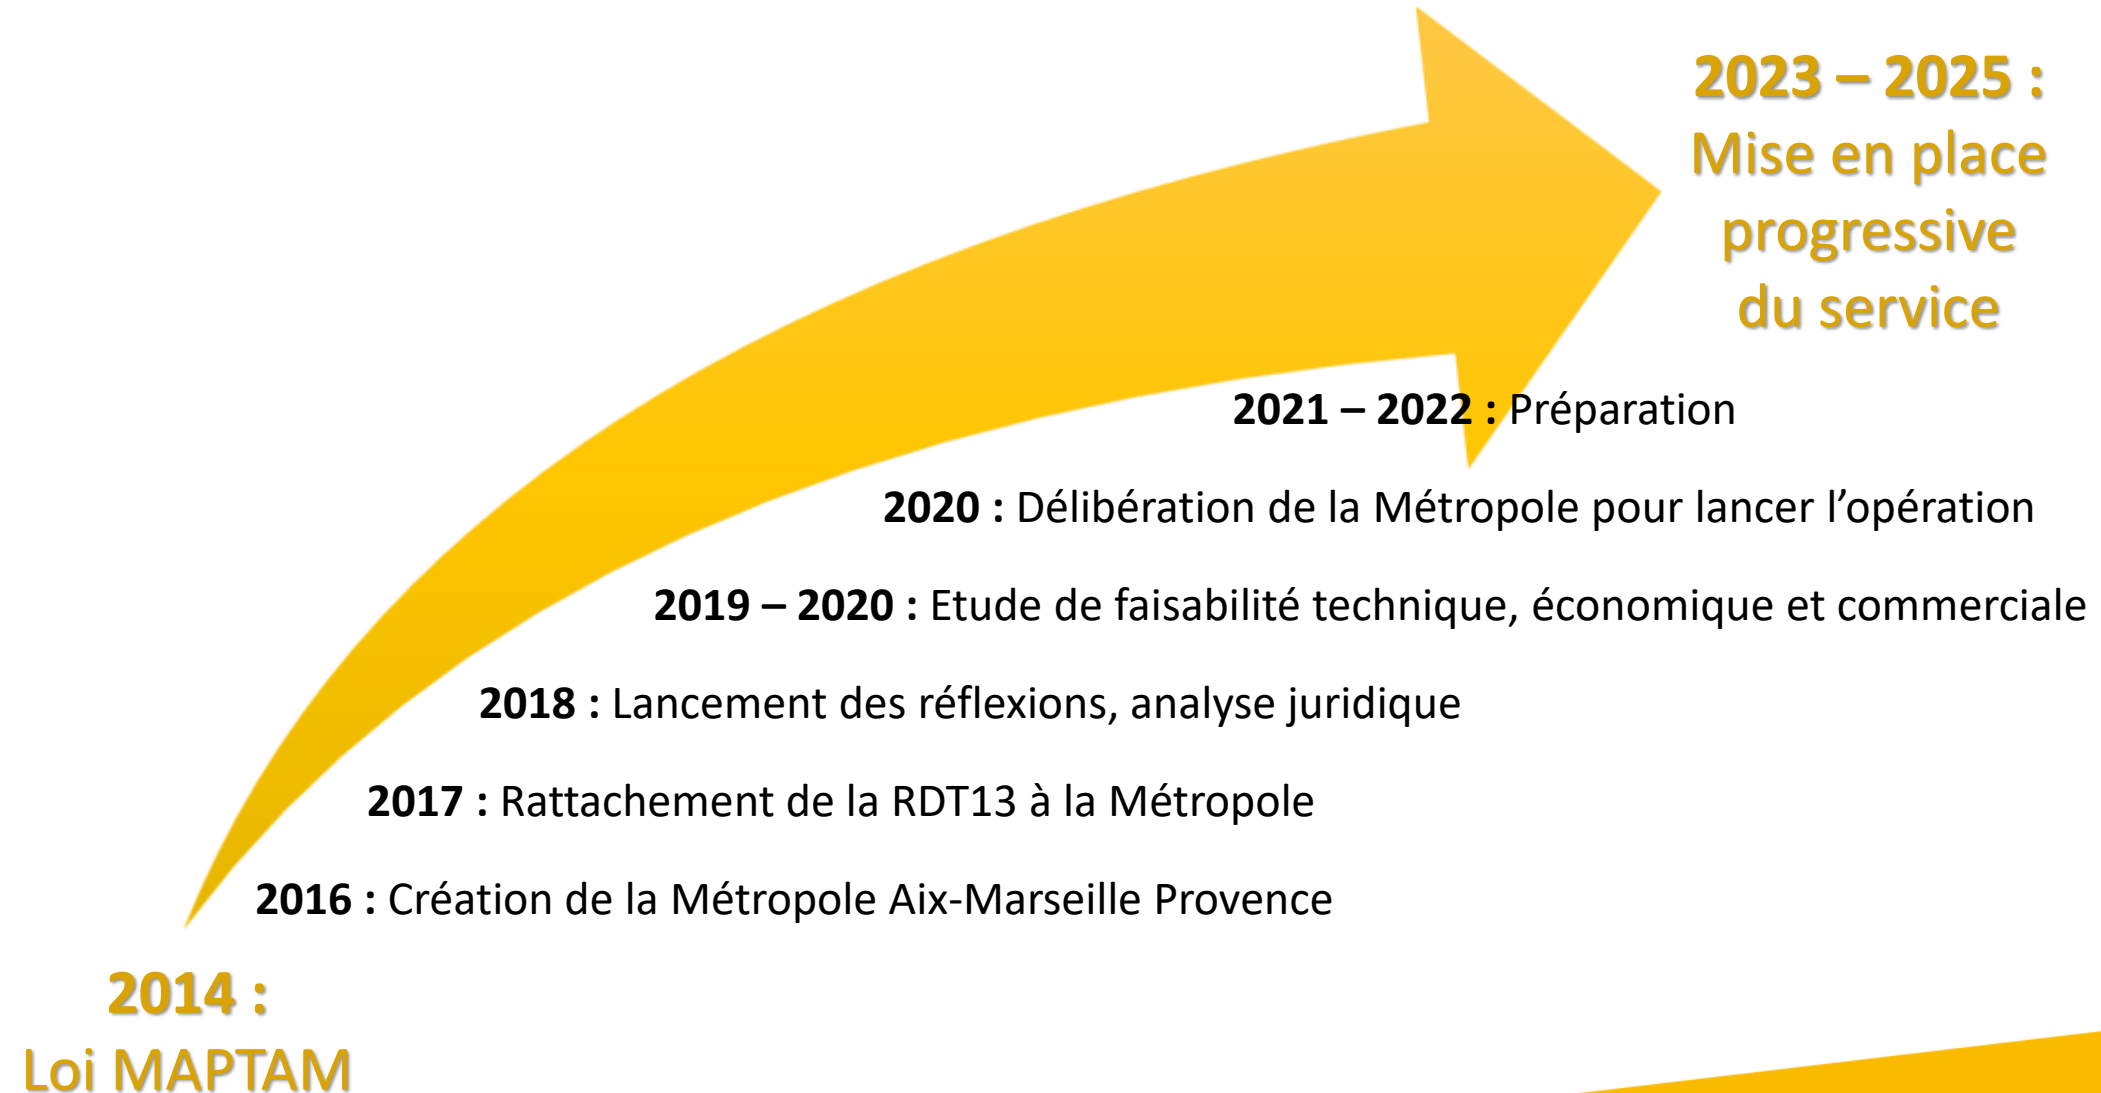 2023 – 2025 :
Mise en place
progressive
du service
2021 – 2022 : Préparation
2020 : Délibération de la Métropole pour lancer l’opération
2019 – 2020 : Etude de faisabilité technique, économique et commerciale
2018 : Lancement des réflexions, analyse juridique
2017 : Rattachement de la RDT13 à la Métropole
2016 : Création de la Métropole Aix-Marseille Provence
2014 :
Loi MAPTAM